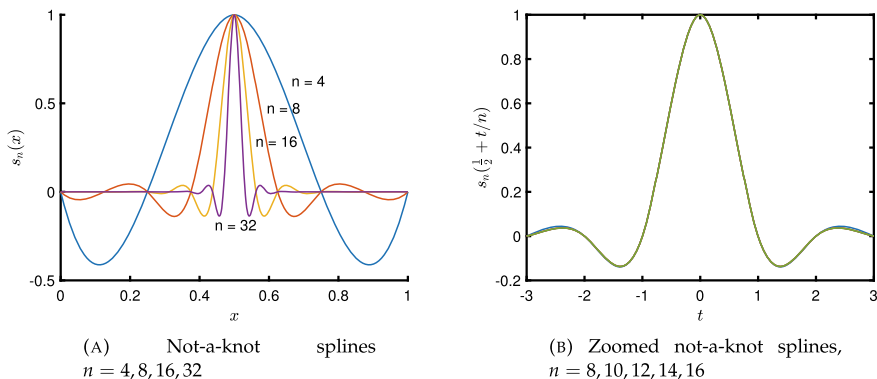 1
0.5
0
-0.5
s_n(x)
n = 4
n = 8
n = 16
n = 32
0
0.2
0.4
0.6
0.8
1
x
(A) Not-a-knot splines
n = 4, 8, 16, 32
1
0.8
0.6
0.4
0.2
0
-0.2
s_n(½ + t/n)
-3
-2
-1
0
1
2
3
t
(B) Zoomed not-a-knot splines,
n = 8, 10, 12, 14, 16